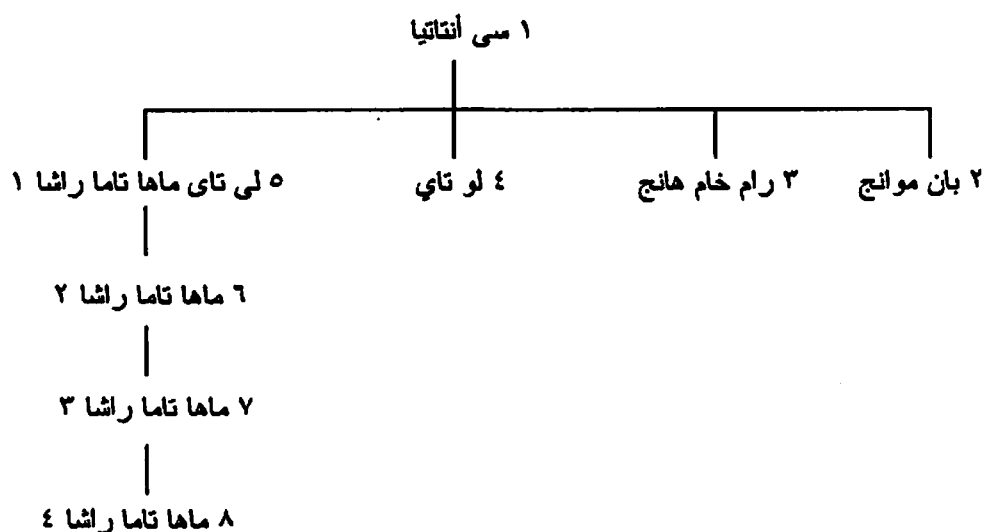 ١ سى أنتاتيا
٢ بان موانج
٣ رام خام هانج
٤ لو تاي
٥ لى تاى ماها تاما راشا ١
٦ ماها تاما راشا ٢
٧ ماها تاما راشا ٣
٨ ماها تاما راشا ٤